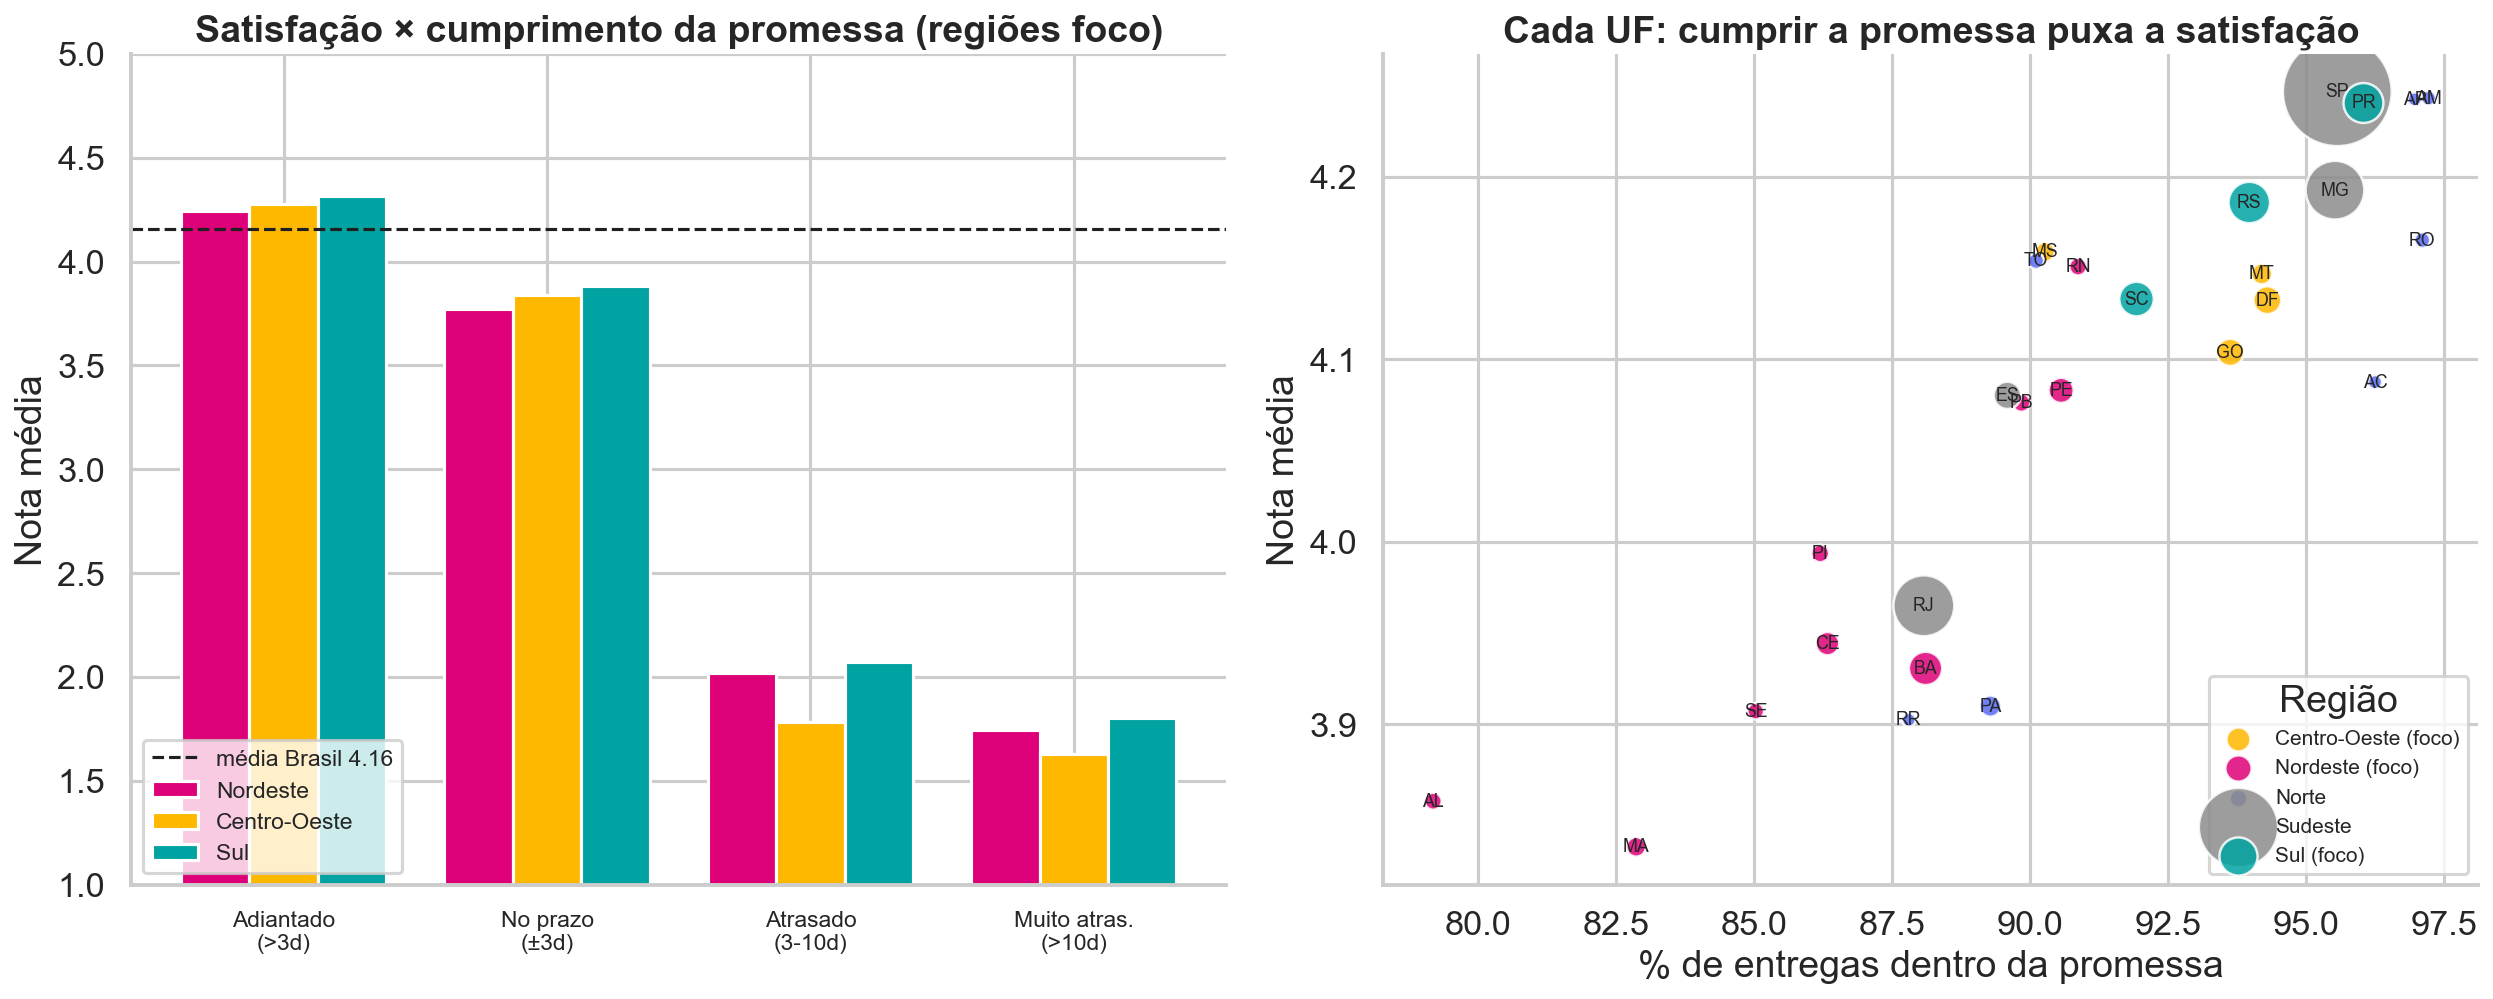 Satisfação × cumprimento da promessa (regiões foco)
Nota média
5.0
4.5
4.0
3.5
3.0
2.5
2.0
1.5
1.0
média Brasil 4.16
Nordeste
Centro-Oeste
Sul
Adiantado
(>3d)
No prazo
(±3d)
Atrasado
(3-10d)
Muito atras.
(>10d)
Cada UF: cumprir a promessa puxa a satisfação
Nota média
4.2
4.1
4.0
3.9
SP
PR
AP
AM
MG
RS
RO
MS
TO
RN
MT
SC
DF
GO
AC
ES
PB
PE
PI
RJ
CE
BA
SE
RR
PA
AL
MA
Região
Centro-Oeste (foco)
Nordeste (foco)
Norte
Sudeste
Sul (foco)
80.0
82.5
85.0
87.5
90.0
92.5
95.0
97.5
% de entregas dentro da promessa